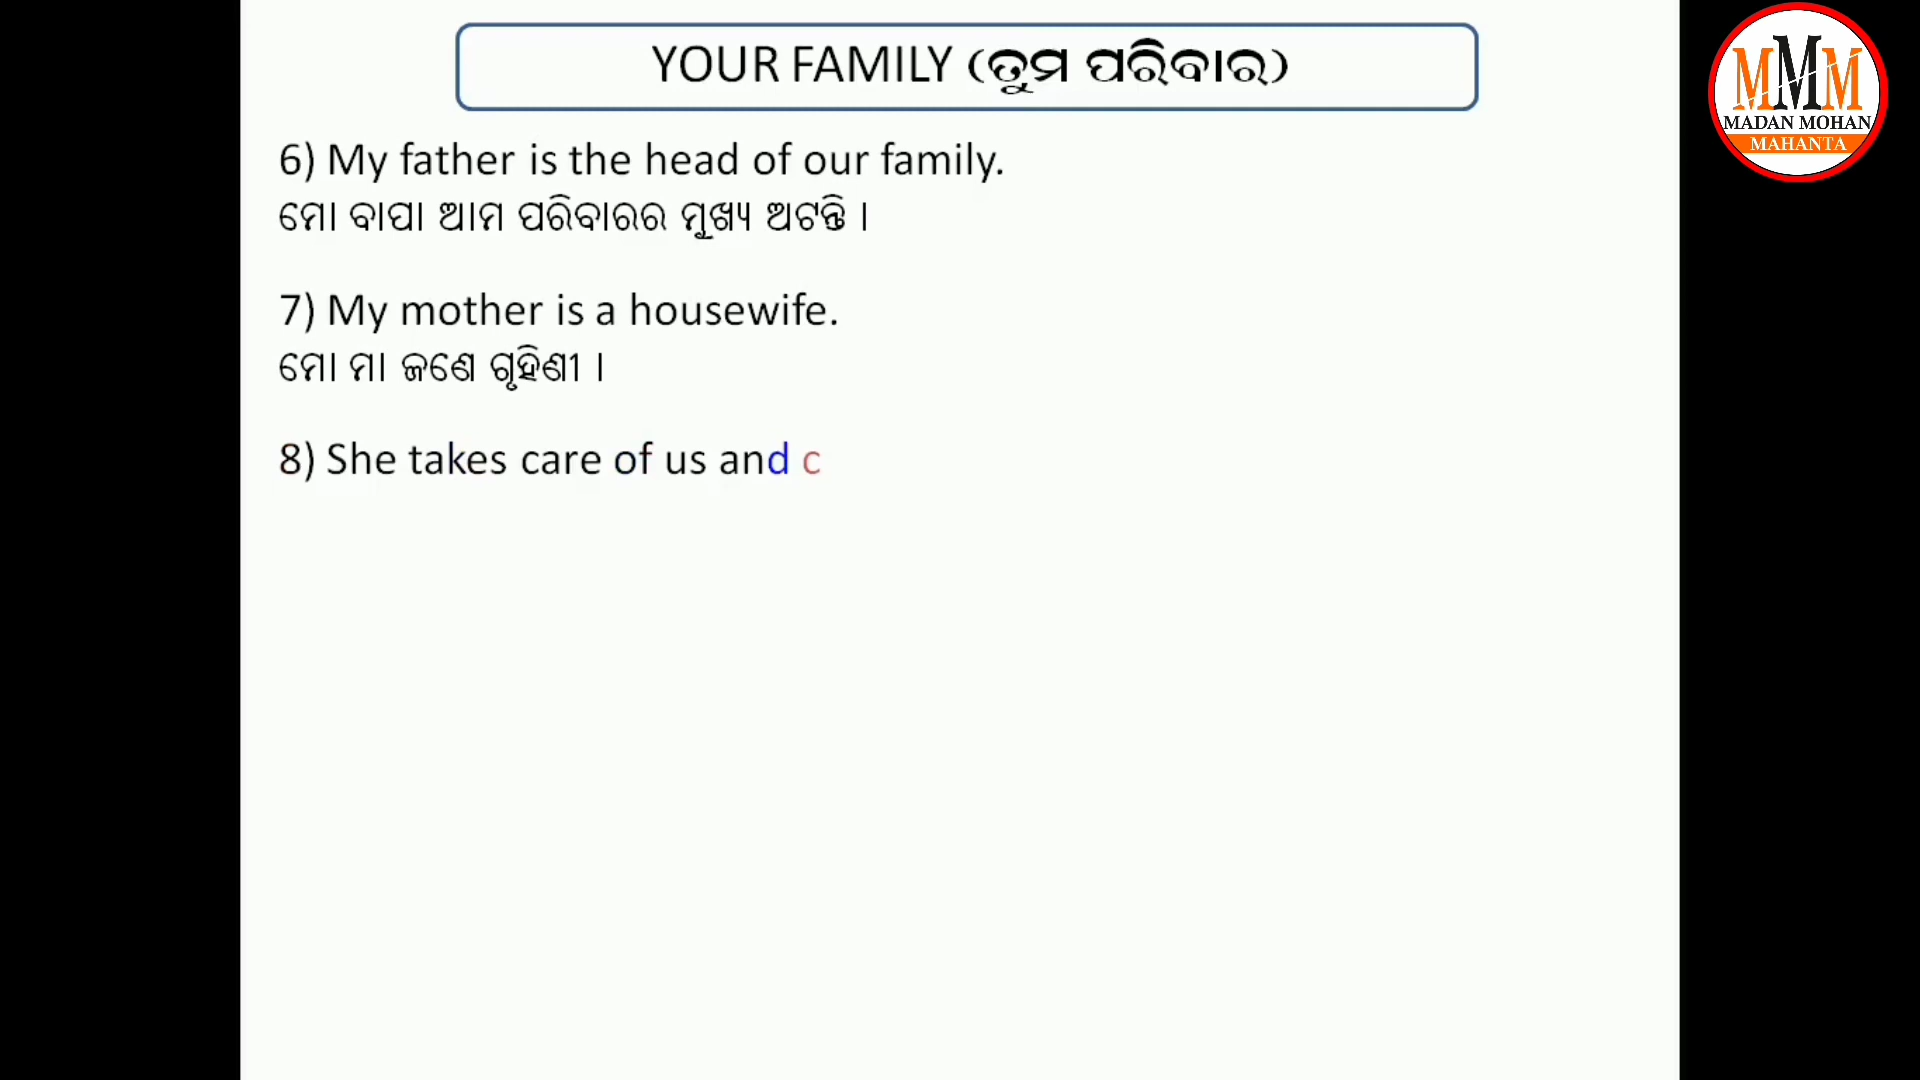 YOUR FAMILY (ତୁମ ପରିବାର)
MMM
MADAN MOHAN
MAHANTA
6) My father is the head of our family.
ମୋ ବାପା ଆମ ପରିବାରର ମୁଖ୍ୟ ଅଟନ୍ତି ।
7) My mother is a housewife.
ମୋ ମା ଜଣେ ଗୃହିଣୀ ।
8) She takes care of us and c